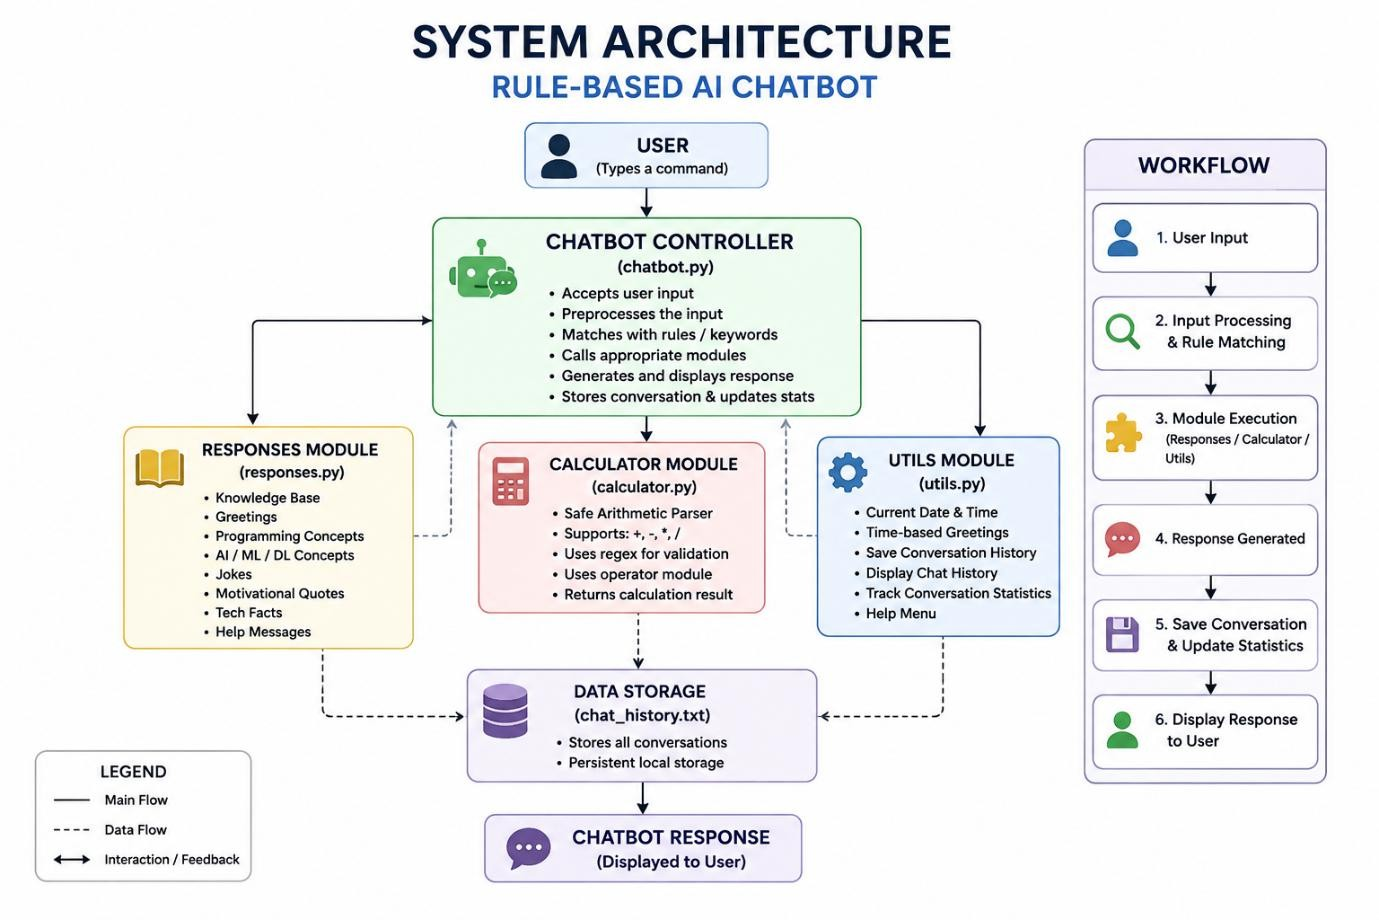 SYSTEM ARCHITECTURE
RULE-BASED AI CHATBOT
USER
(Types a command)
CHATBOT CONTROLLER
(chatbot.py)
• Accepts user input
• Preprocesses the input
• Matches with rules / keywords
• Calls appropriate modules
• Generates and displays response
• Stores conversation & updates stats
RESPONSES MODULE
(responses.py)
• Knowledge Base
• Greetings
• Programming Concepts
• AI / ML / DL Concepts
• Jokes
• Motivational Quotes
• Tech Facts
• Help Messages
CALCULATOR MODULE
(calculator.py)
• Safe Arithmetic Parser
• Supports: +, -, *, /
• Uses regex for validation
• Uses operator module
• Returns calculation result
UTILS MODULE
(utils.py)
• Current Date & Time
• Time-based Greetings
• Save Conversation History
• Display Chat History
• Track Conversation Statistics
• Help Menu
DATA STORAGE
(chat_history.txt)
• Stores all conversations
• Persistent local storage
CHATBOT RESPONSE
(Displayed to User)
LEGEND
Main Flow
Data Flow
Interaction / Feedback
WORKFLOW
1. User Input
2. Input Processing
& Rule Matching
3. Module Execution
(Responses / Calculator /
Utils)
4. Response Generated
5. Save Conversation
& Update Statistics
6. Display Response
to User